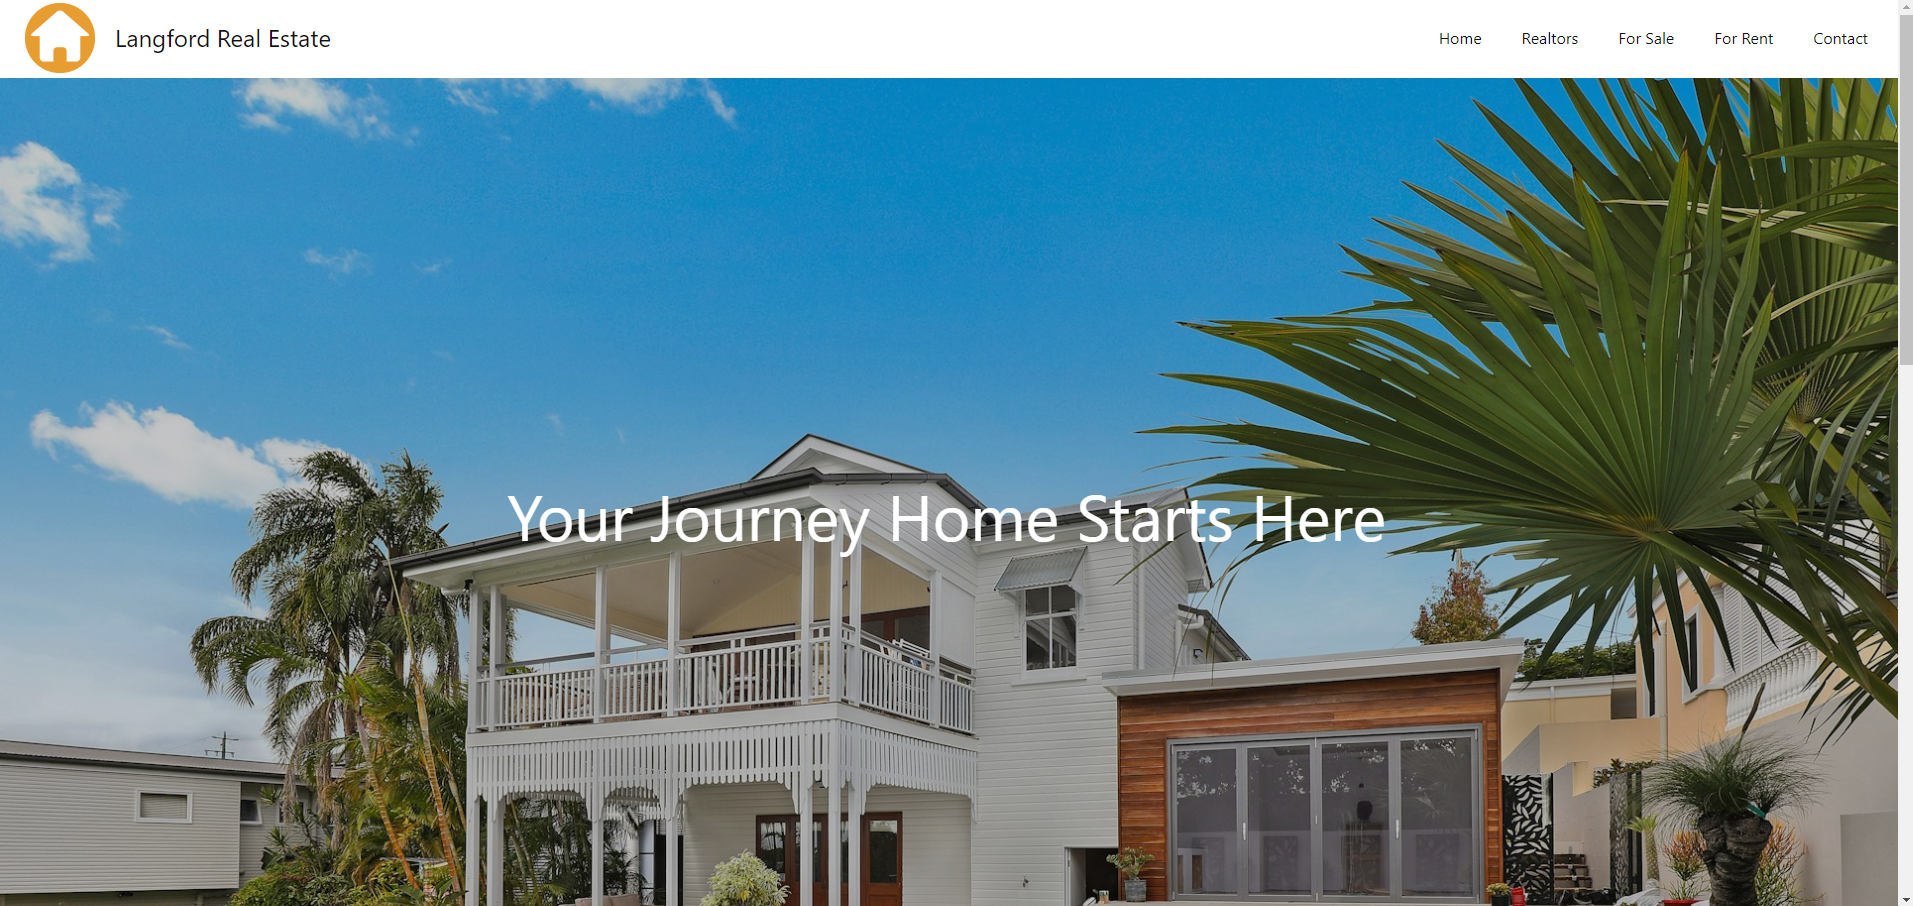 Langford Real Estate
Home
Realtors
For Sale
For Rent
Contact
Your Journey Home Starts Here